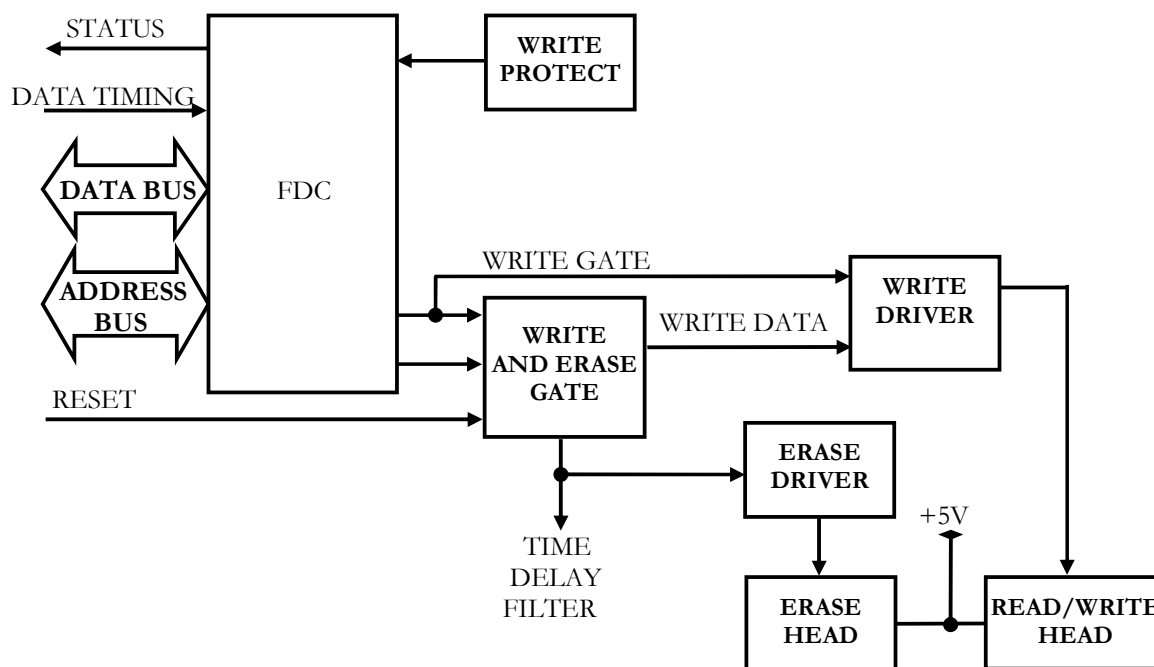 STATUS
WRITE
PROTECT
DATA TIMING
DATA BUS
FDC
WRITE GATE
ADDRESS
BUS
WRITE
DRIVER
WRITE DATA
WRITE
AND ERASE
GATE
RESET
ERASE
DRIVER
+5V
TIME
DELAY
FILTER
ERASE
HEAD
READ/WRITE
HEAD